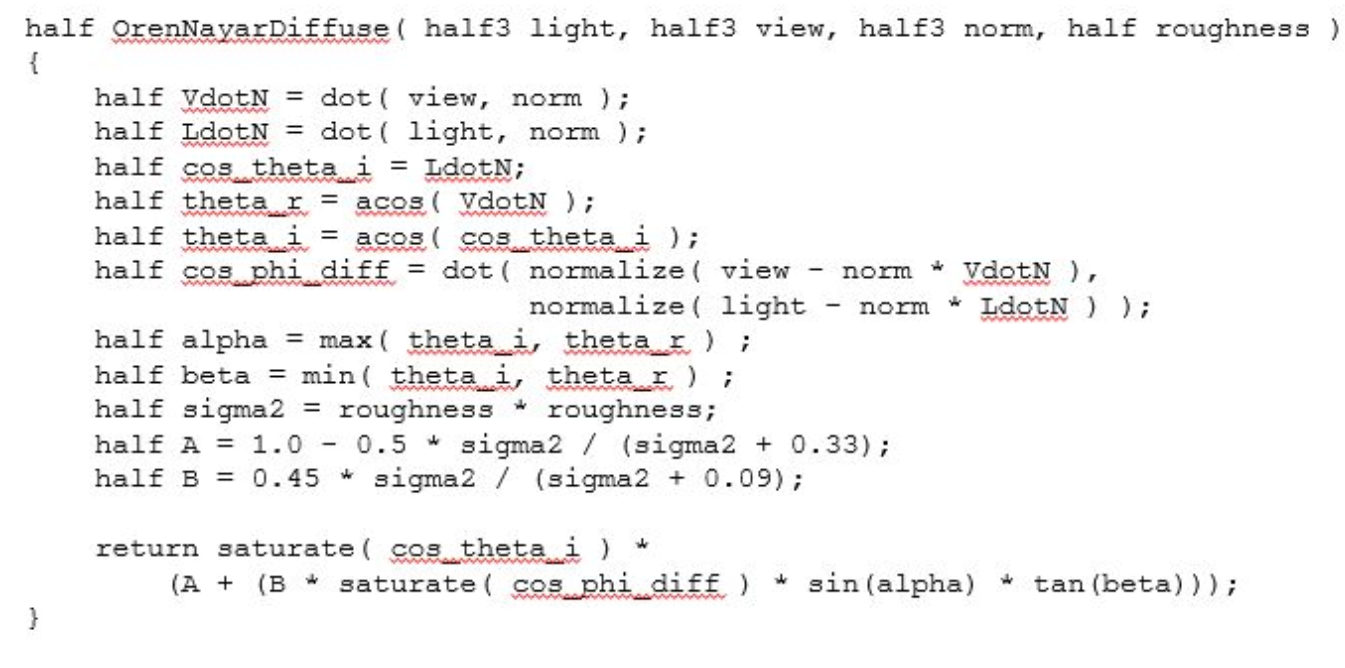 half OrenNayarDiffuse( half3 light, half3 view, half3 norm, half roughness )
{
    half VdotN = dot( view, norm );
    half LdotN = dot( light, norm );
    half cos_theta_i = LdotN;
    half theta_r = acos( VdotN );
    half theta_i = acos( cos_theta_i );
    half cos_phi_diff = dot( normalize( view - norm * VdotN ),
                             normalize( light - norm * LdotN ) );
    half alpha = max( theta_i, theta_r ) ;
    half beta = min( theta_i, theta_r ) ;
    half sigma2 = roughness * roughness;
    half A = 1.0 - 0.5 * sigma2 / (sigma2 + 0.33);
    half B = 0.45 * sigma2 / (sigma2 + 0.09);

    return saturate( cos_theta_i ) *
        (A + (B * saturate( cos_phi_diff ) * sin(alpha) * tan(beta)));
}